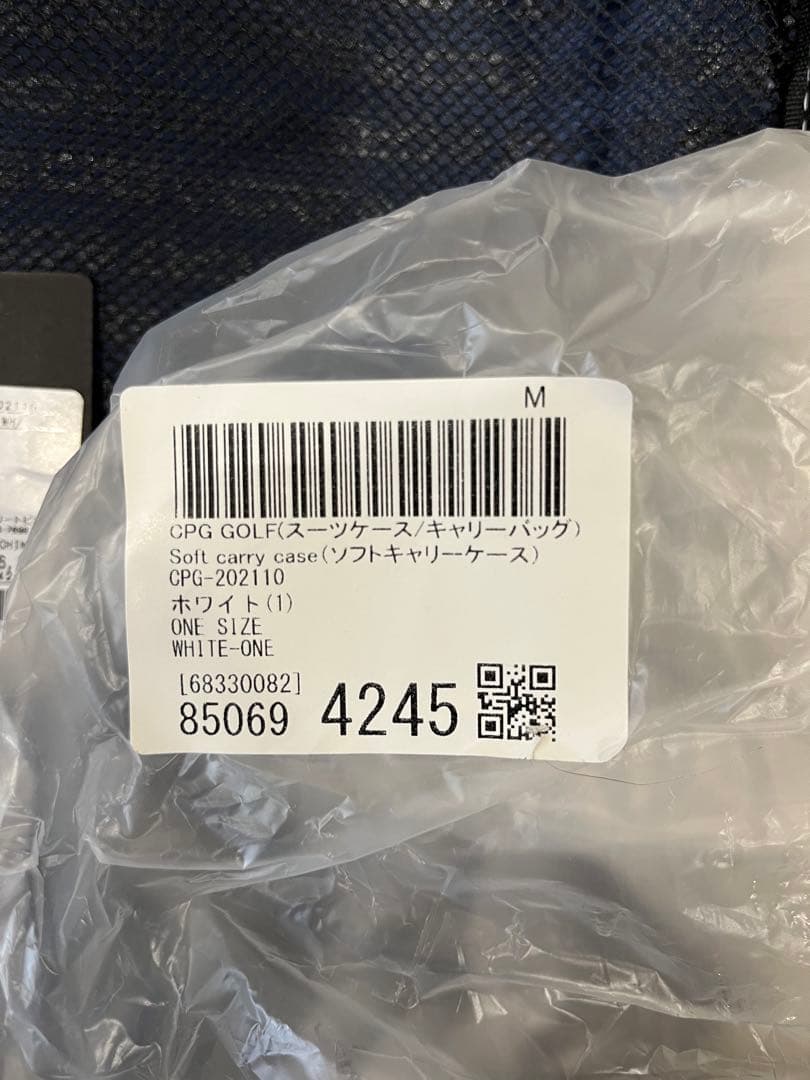 M
CPG GOLF(スーツケース/キャリーバッグ)
Soft carry case(ソフトキャリーケース)
CPG-202110
ホワイト(1)
ONE SIZE
WHITE-ONE
[68330082]
85069 4245